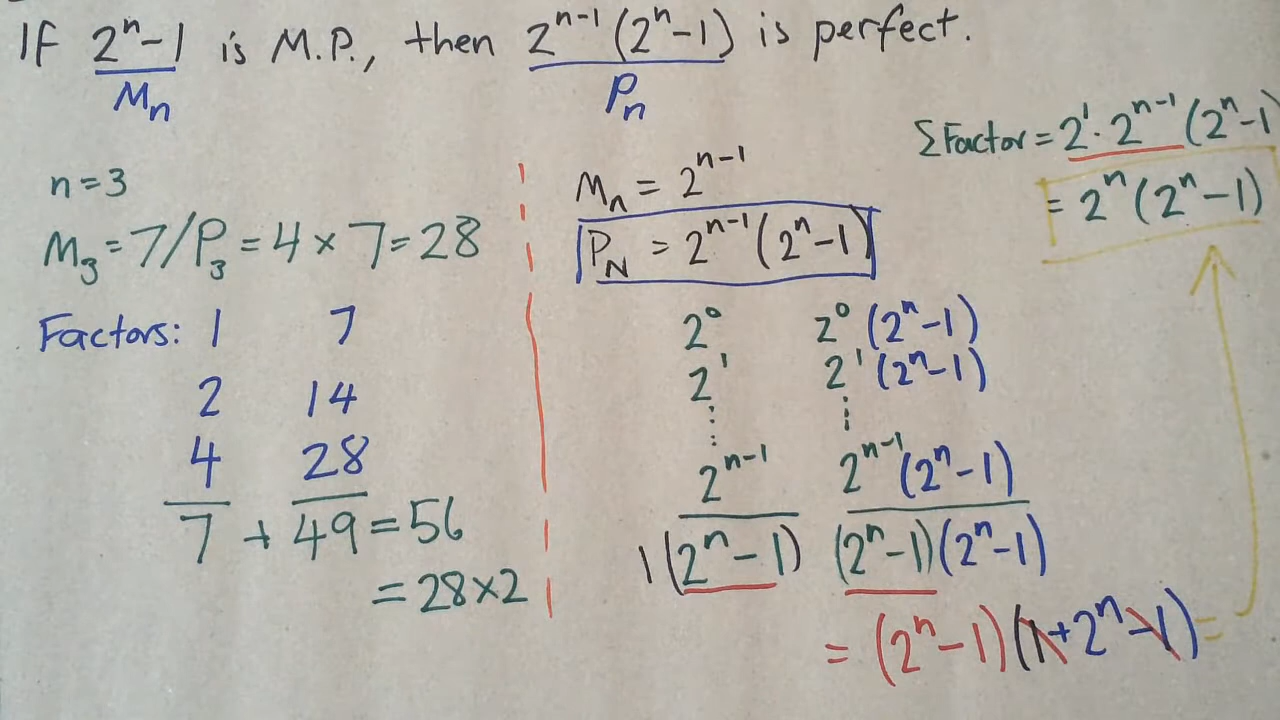 If 2ⁿ-1 is M.P., then 2ⁿ⁻¹(2ⁿ-1) is perfect.
Mₙ Pₙ
n=3
M₃=7/P₃=4×7=28
Factors: 1 7
2 14
4 28
7 + 49=56
=28×2
Mₙ = 2ⁿ⁻¹
P_N = 2ⁿ⁻¹(2ⁿ-1)
2⁰ 2⁰(2ⁿ-1)
2¹ 2¹(2ⁿ-1)
⋮ ⋮
2ⁿ⁻¹ 2ⁿ⁻¹(2ⁿ-1)
1(2ⁿ-1) (2ⁿ-1)(2ⁿ-1)
= (2ⁿ-1)(1+2ⁿ-1) =
ΣFactor = 2¹·2ⁿ⁻¹(2ⁿ-1
= 2ⁿ(2ⁿ-1)